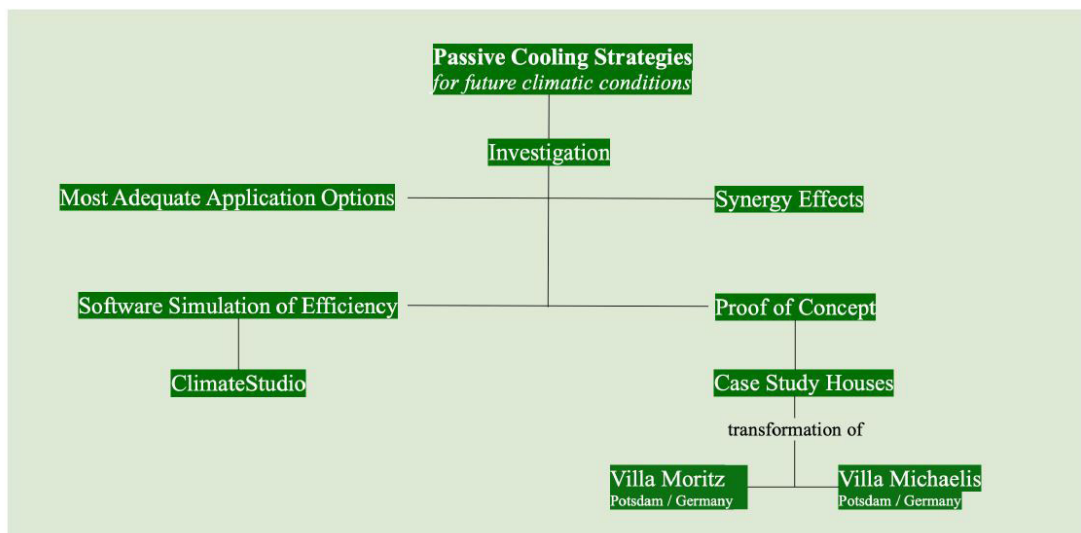 Passive Cooling Strategies
for future climatic conditions
Investigation
Most Adequate Application Options
Synergy Effects
Software Simulation of Efficiency
Proof of Concept
ClimateStudio
Case Study Houses
transformation of
Villa Moritz
Potsdam / Germany
Villa Michaelis
Potsdam / Germany